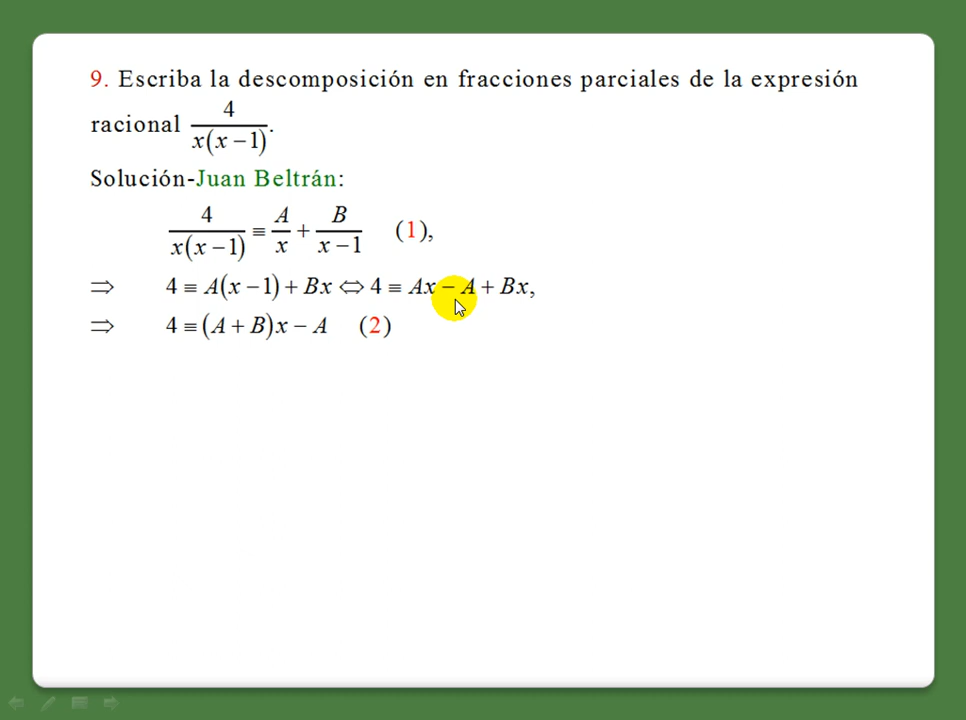 9. Escriba la descomposición en fracciones parciales de la expresión
racional 4/(x(x−1)).
Solución-Juan Beltrán:
4/(x(x−1)) ≡ A/x + B/(x−1) (1),
⇒ 4 ≡ A(x−1)+Bx ⇔ 4 ≡ Ax − A + Bx,
⇒ 4 ≡ (A+B)x − A (2)